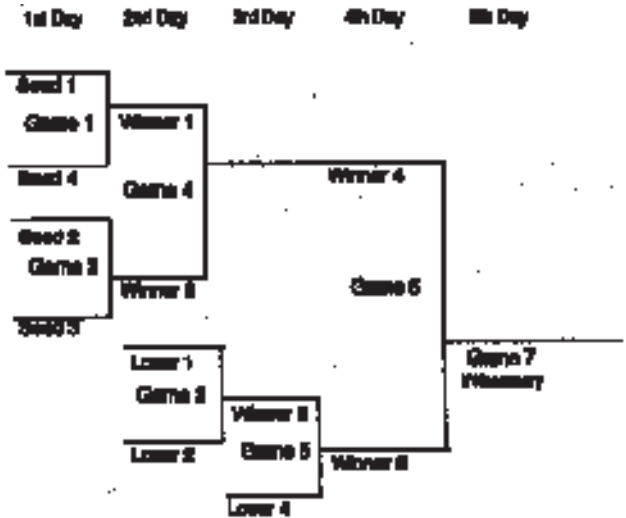 1st Day 2nd Day 3rd Day 4th Day 5th Day
Seed 1
Game 1
Winner 1
Seed 4
Winner 4
Game 4
Seed 2
Game 2
Winner 2
Game 6
Seed 3
Loser 1
Game 3
Game 7
Winner 3
Game 5
Loser 2
Winner 5
Loser 4